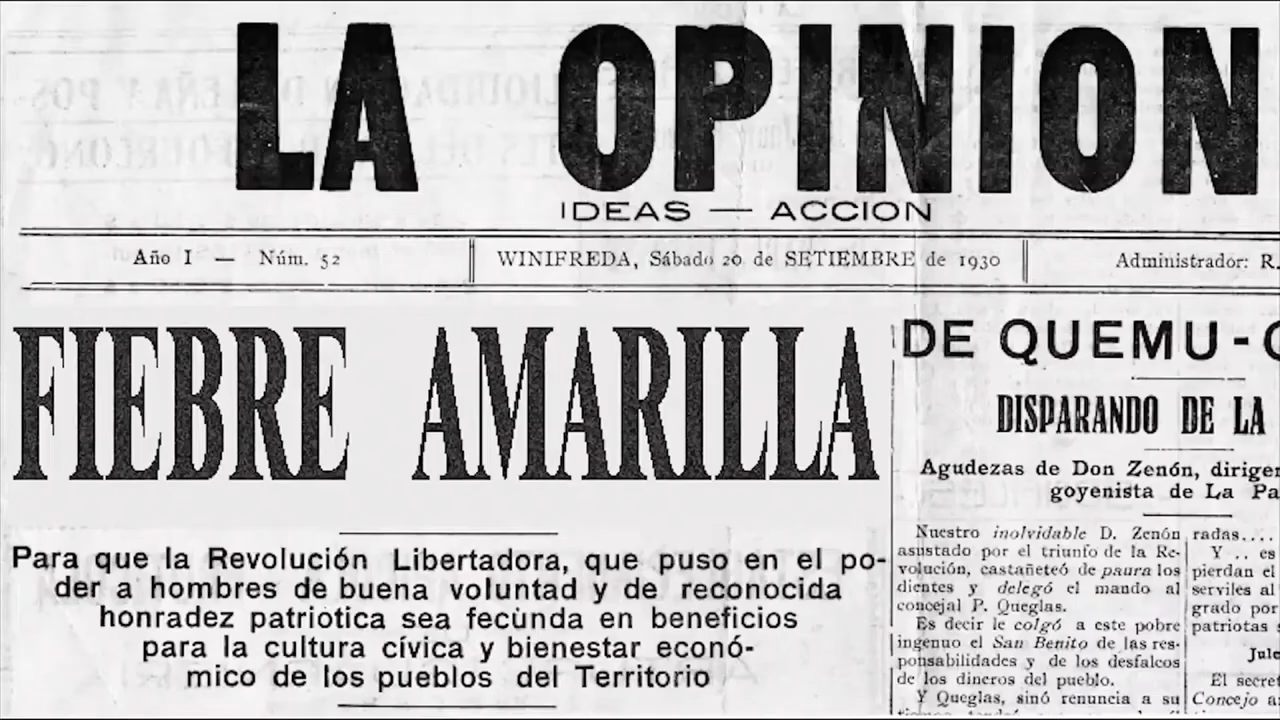 LA OPINION
IDEAS — ACCION
Año I — Núm. 52
WINIFREDA, Sábado 20 de SETIEMBRE de 1930
Administrador: R.
FIEBRE AMARILLA
Para que la Revolución Libertadora, que puso en el po-
der a hombres de buena voluntad y de reconocida
honradez patriotica sea fecunda en beneficios
para la cultura cívica y bienestar econó-
mico de los pueblos del Territorio
DE QUEMU-
DISPARANDO DE LA
Agudezas de Don Zenón, dirigen
goyenista de La Pa
Nuestro inolvidable D. Zenón
asustado por el triunfo de la Re-
volución, castañeteó de paura los
dientes y delegó el mando al
concejal P. Queglas.
Es decir le colgó a este pobre
ingenuo el San Benito de las res-
ponsabilidades y de los desfalcos
de los dineros del pueblo.
Y Queglas, sinó renuncia a su
radas....
Y .. es
pierdan el
serviles al
grado por
patriotas s
Jule
El secret
Concejo a